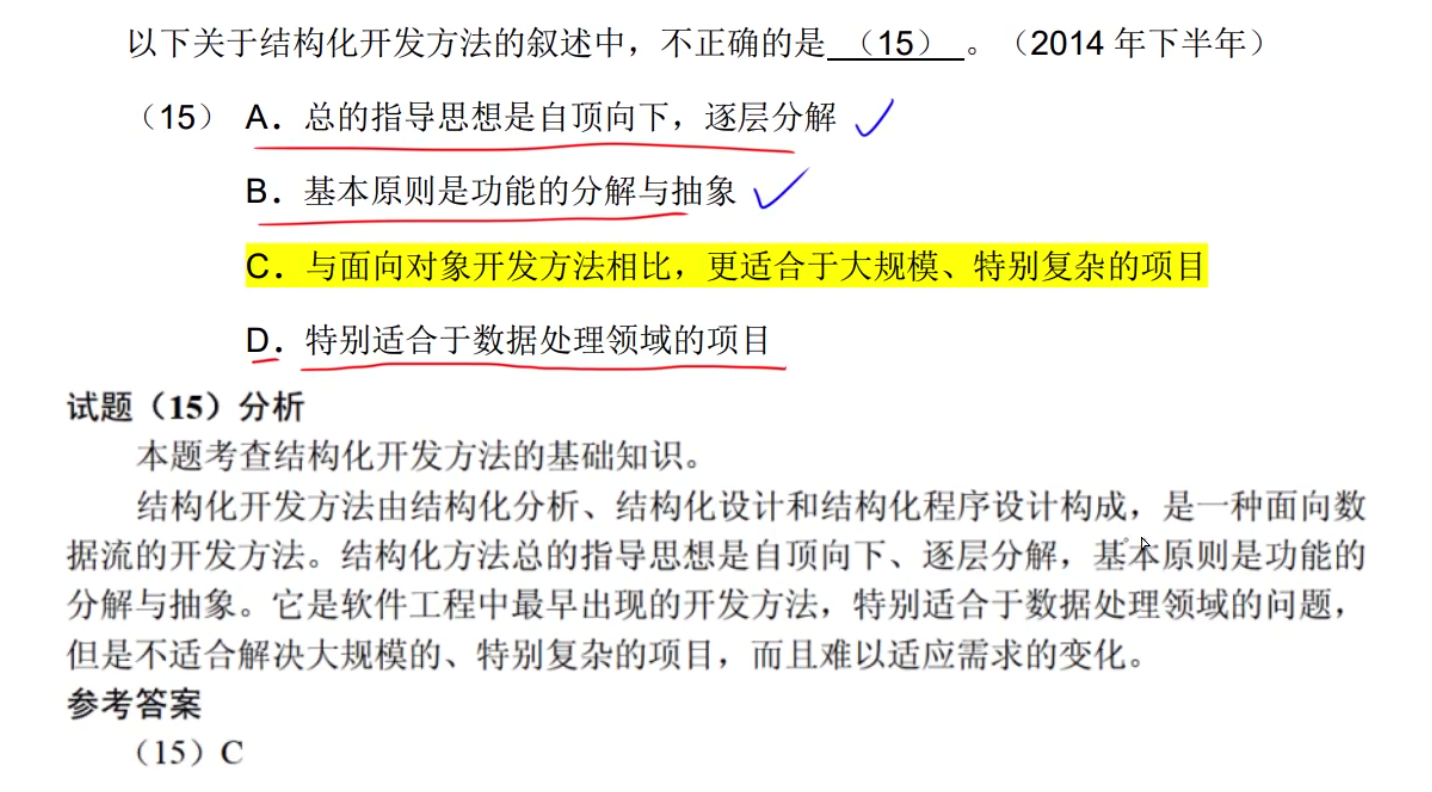 以下关于结构化开发方法的叙述中，不正确的是 （15） 。（2014 年下半年）
（15） A．总的指导思想是自顶向下，逐层分解
B．基本原则是功能的分解与抽象
C．与面向对象开发方法相比，更适合于大规模、特别复杂的项目
D．特别适合于数据处理领域的项目
试题（15）分析
本题考查结构化开发方法的基础知识。
结构化开发方法由结构化分析、结构化设计和结构化程序设计构成，是一种面向数
据流的开发方法。结构化方法总的指导思想是自顶向下、逐层分解，基本原则是功能的
分解与抽象。它是软件工程中最早出现的开发方法，特别适合于数据处理领域的问题，
但是不适合解决大规模的、特别复杂的项目，而且难以适应需求的变化。
参考答案
（15）C